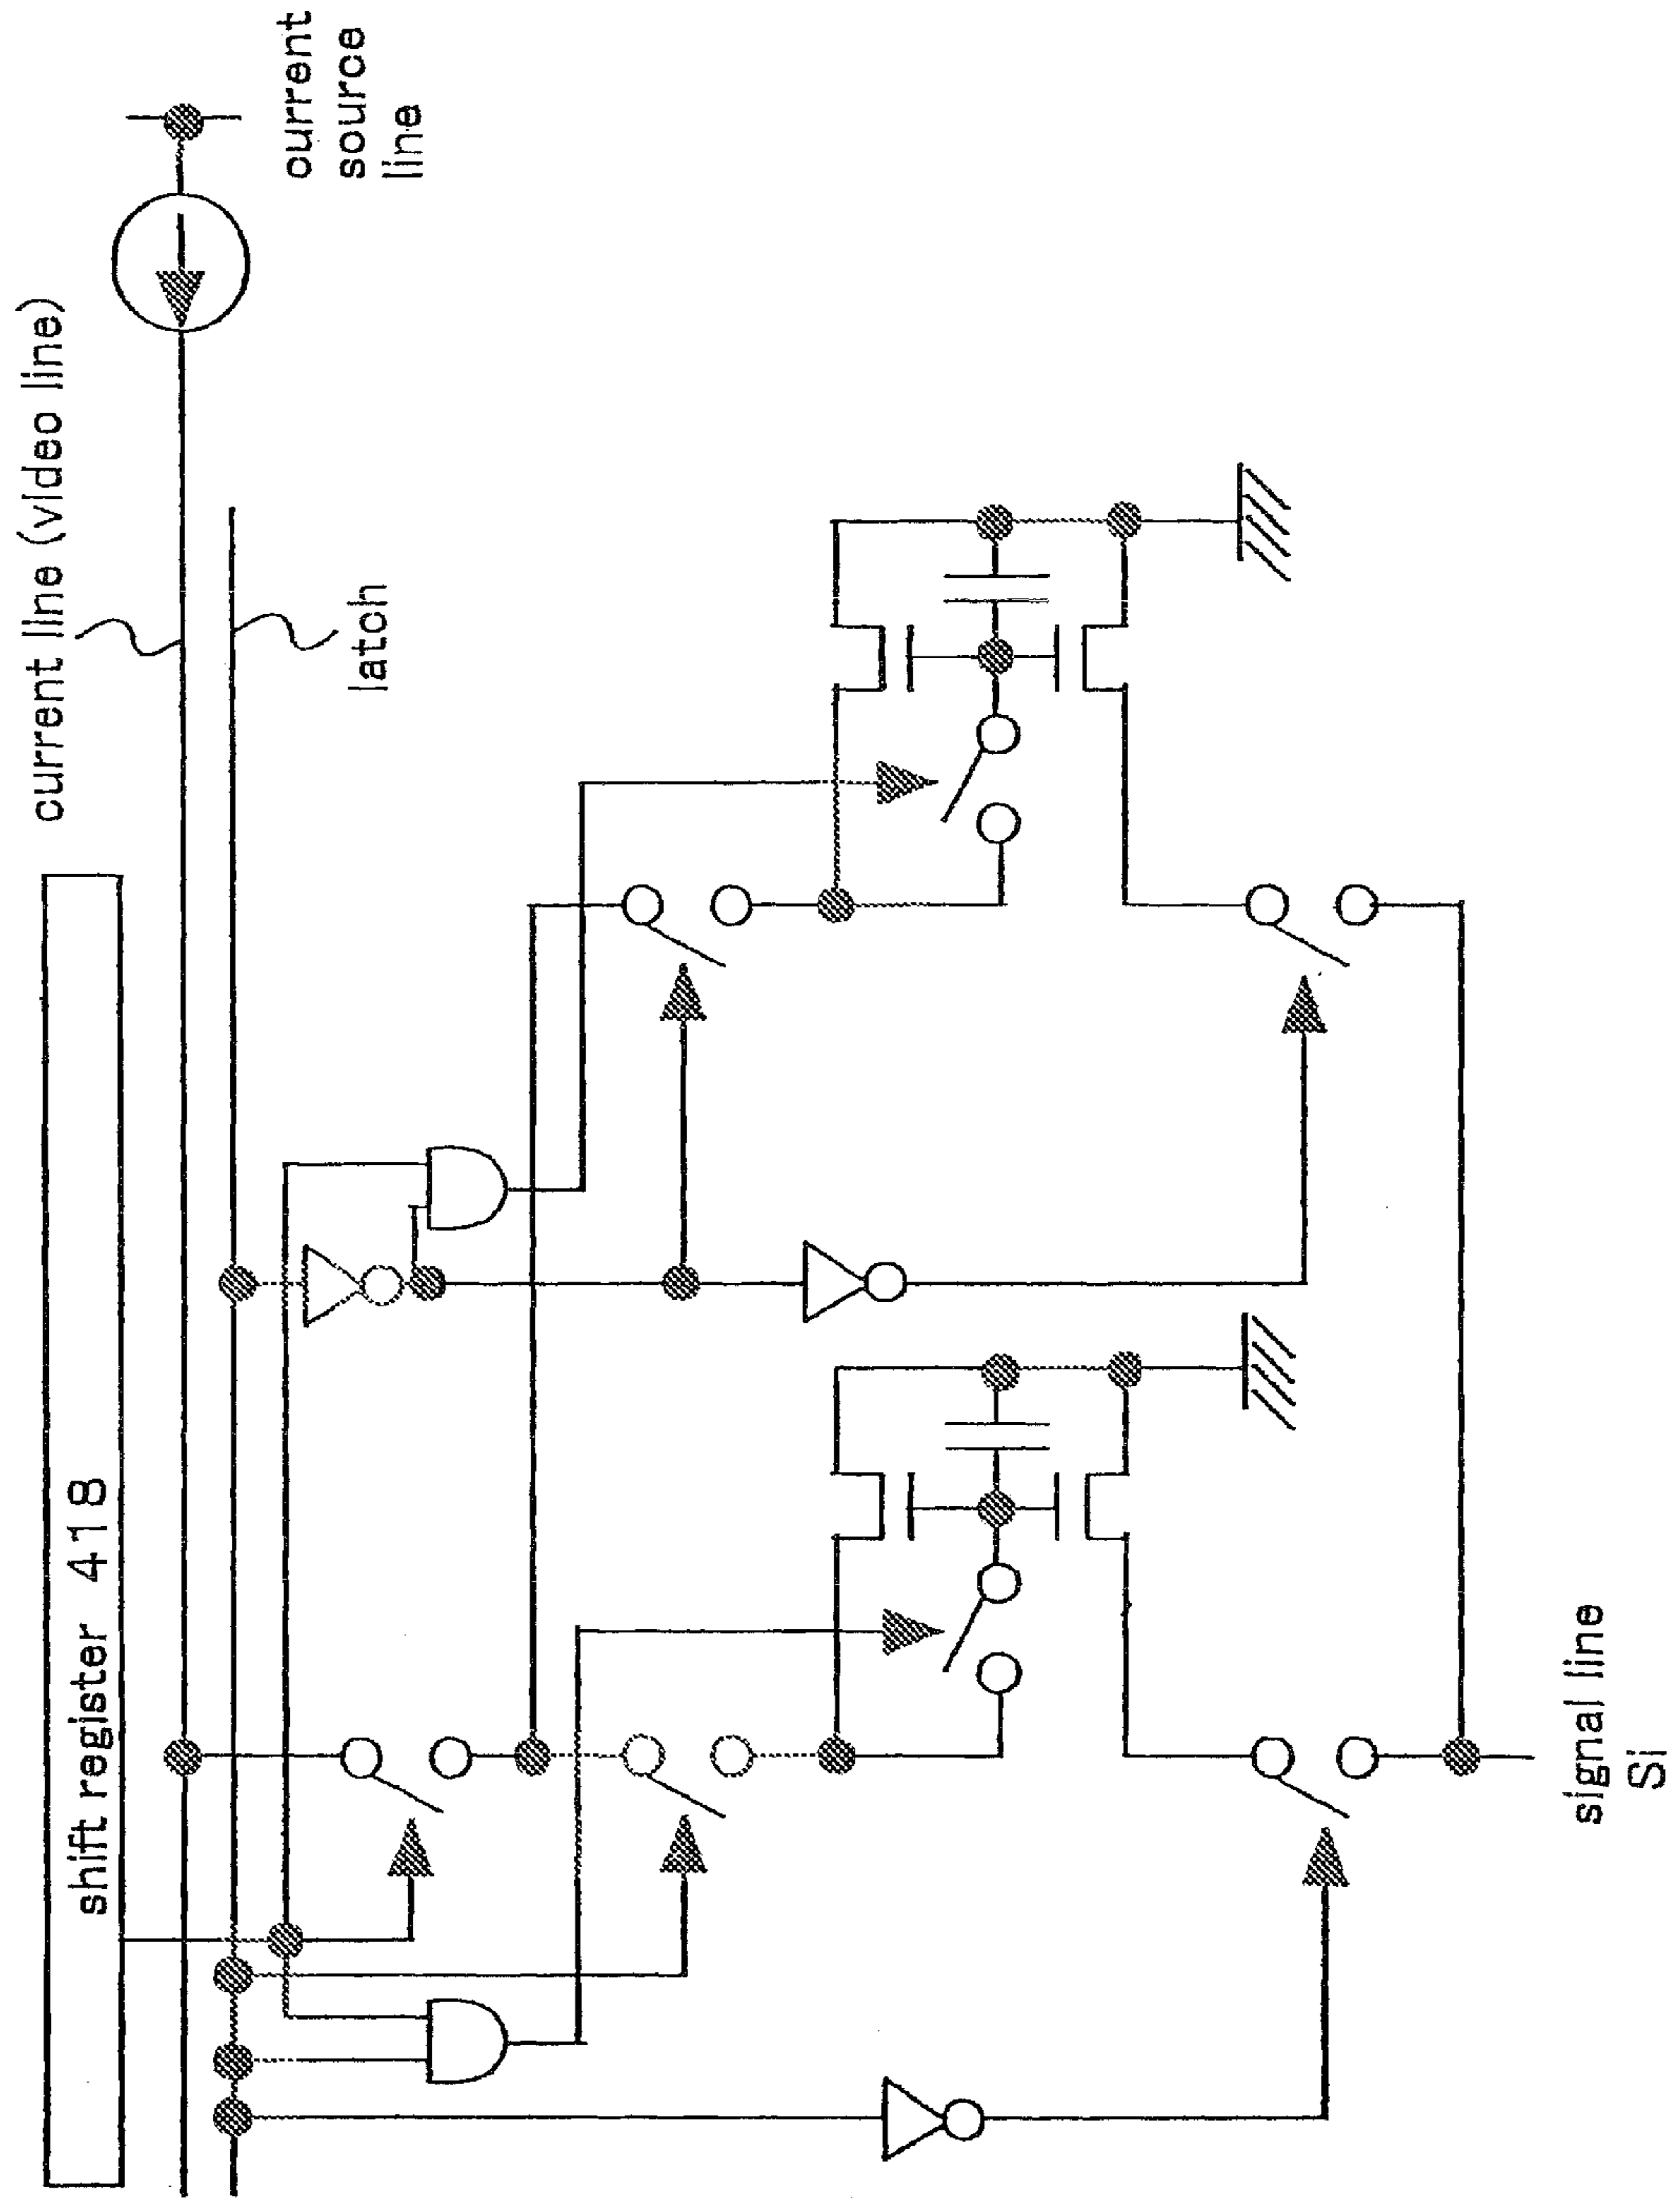 shift register 418
current line (video line)
current
source
line
latch
signal line
Si